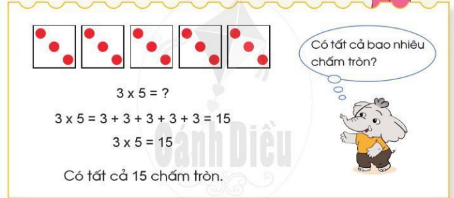 Có tất cả bao nhiêu
chấm tròn?
3 x 5 = ?
3 x 5 = 3 + 3 + 3 + 3 + 3 = 15
3 x 5 = 15
Cánh Diều
Có tất cả 15 chấm tròn.